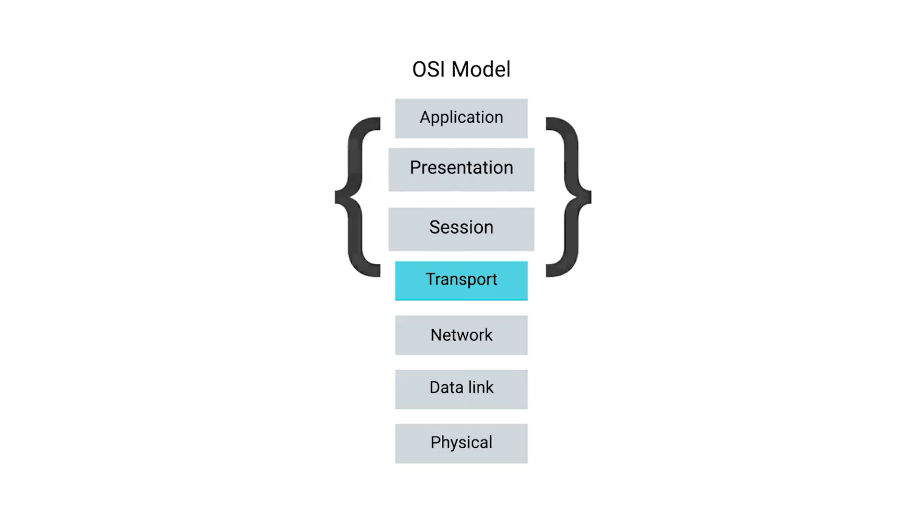 OSI Model
Application
Presentation
Session
Transport
Network
Data link
Physical